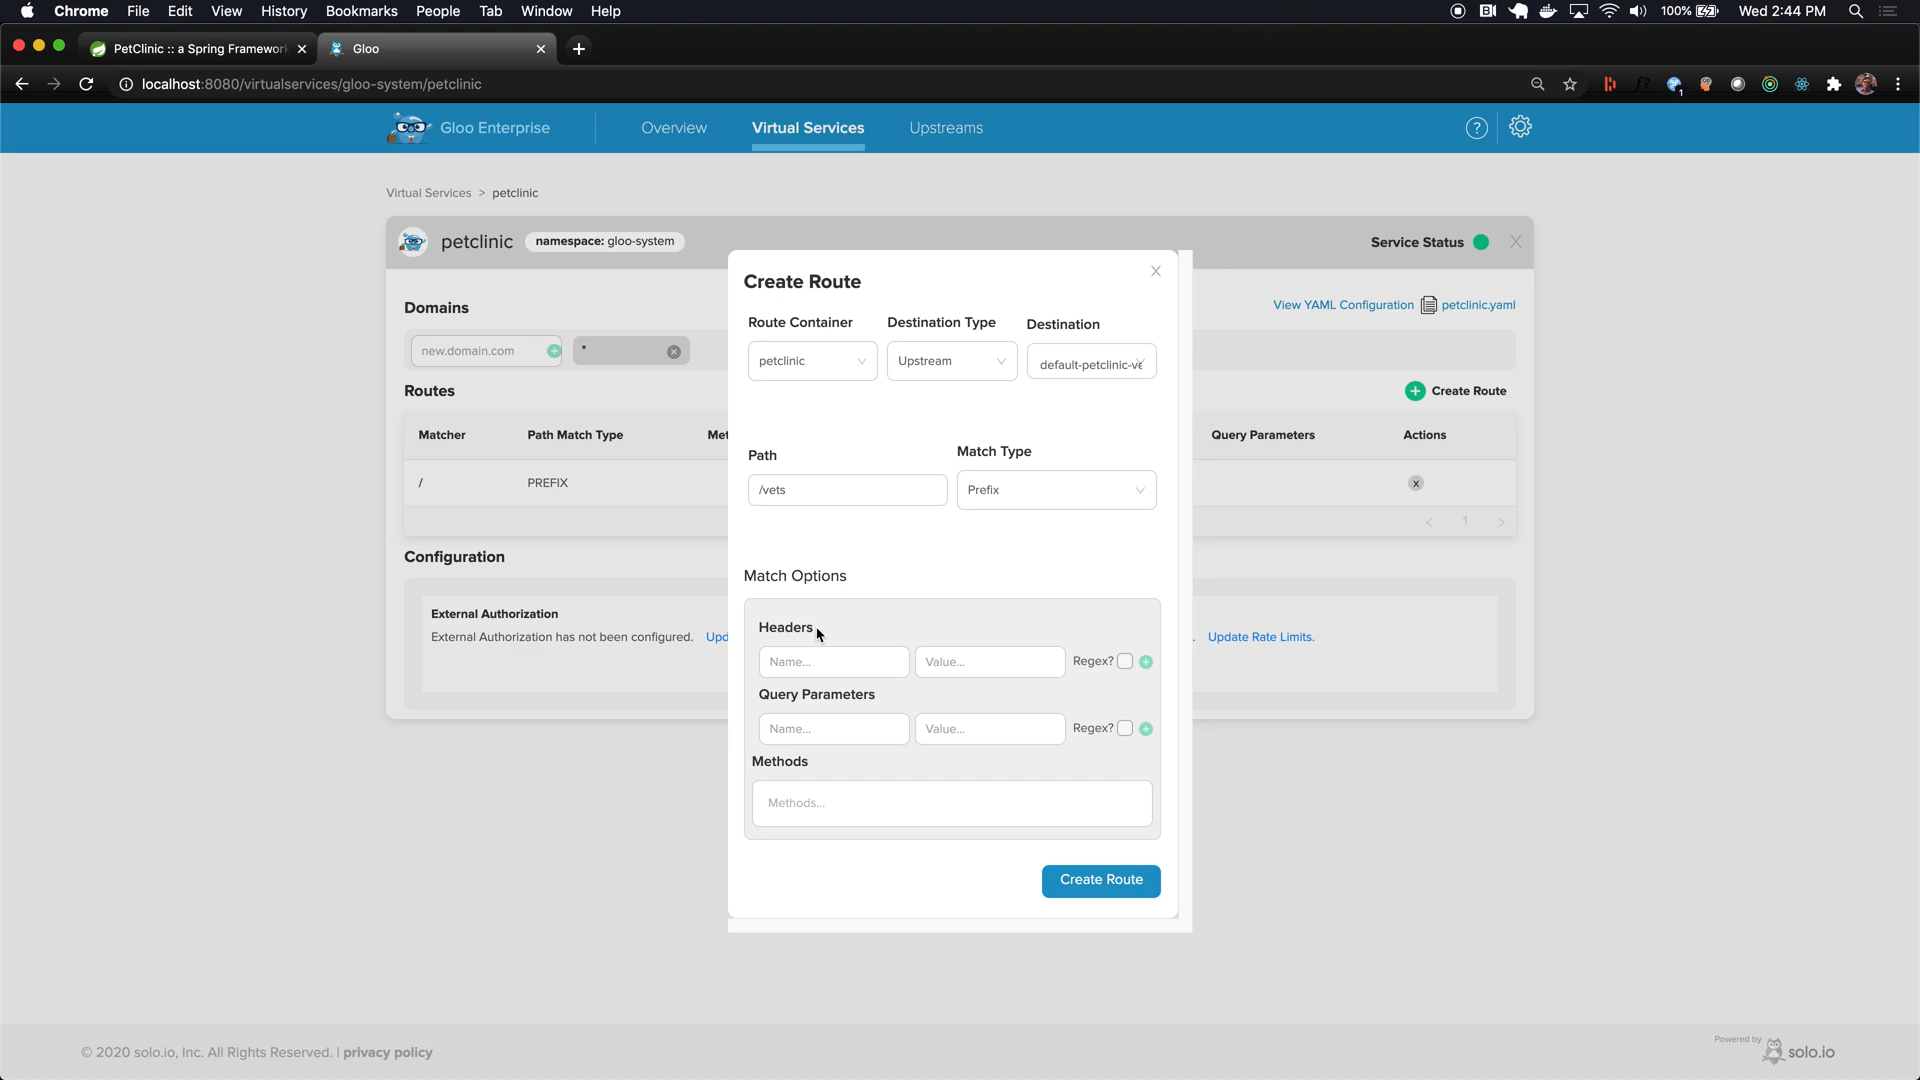 Chrome File Edit View History Bookmarks People Tab Window Help 100% Wed 2:44 PM
PetClinic :: a Spring Framework Gloo
localhost:8080/virtualservices/gloo-system/petclinic
Gloo Enterprise Overview Virtual Services Upstreams
Virtual Services > petclinic
petclinic namespace: gloo-system Service Status
Domains
View YAML Configuration petclinic.yaml
new.domain.com *
Routes
Create Route
Matcher Path Match Type Met Query Parameters Actions
/ PREFIX x
< 1 >
Configuration
External Authorization
External Authorization has not been configured. Upd . Update Rate Limits.
Create Route
Route Container Destination Type Destination
petclinic Upstream default-petclinic-ve
Path Match Type
/vets Prefix
Match Options
Headers
Name... Value... Regex?
Query Parameters
Name... Value... Regex?
Methods
Methods...
Create Route
© 2020 solo.io, Inc. All Rights Reserved. | privacy policy
Powered by
solo.io